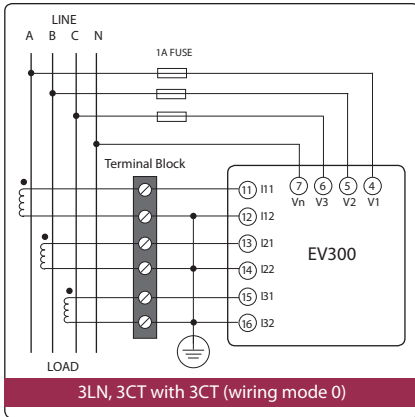 LINE
A B C N
1A FUSE
Terminal Block
11 I11
12 I12
13 I21
14 I22
15 I31
16 I32
7 6 5 4
Vn V3 V2 V1
EV300
LOAD
3LN, 3CT with 3CT (wiring mode 0)